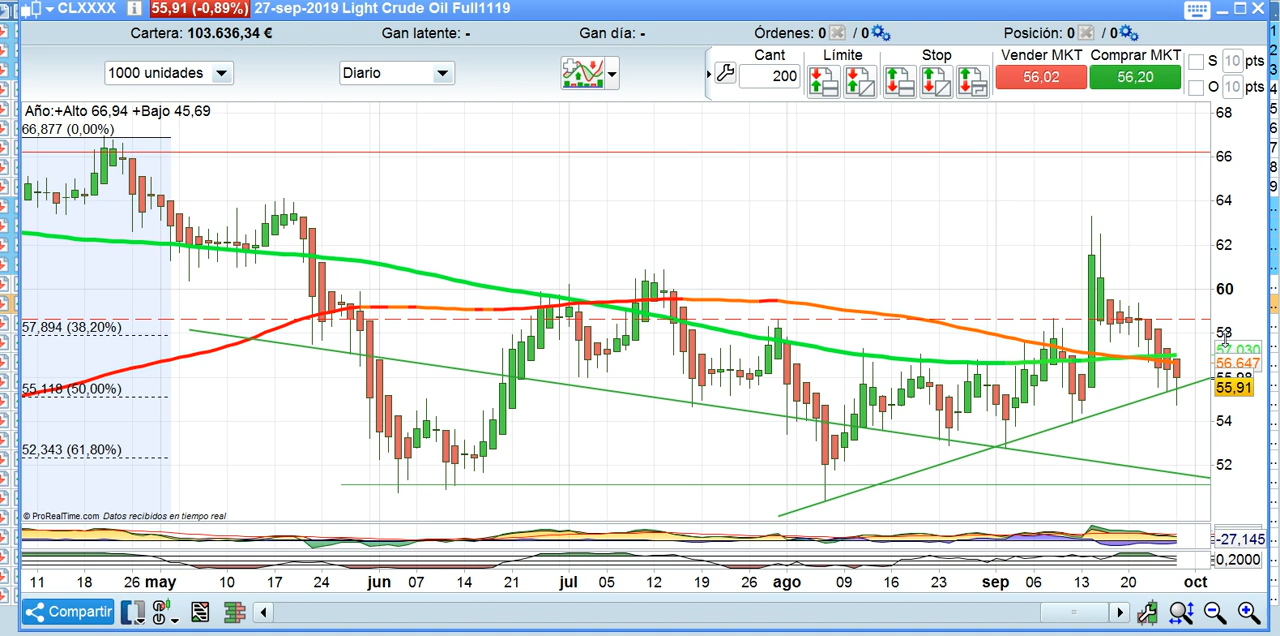 CLXXXX 55,91 (-0,89%) 27-sep-2019 Light Crude Oil Full1119
Cartera: 103.636,34 € Gan latente: - Gan día: - Órdenes: 0 / 0 Posición: 0 / 0
Cant Límite Stop Vender MKT Comprar MKT S 10 pts
1000 unidades Diario 200 56,02 56,20 O 10 pts
Año:+Alto 66,94 +Bajo 45,69
66,877 (0,00%)
57,894 (38,20%)
55,118 (50,00%)
52,343 (61,80%)
68
66
64
62
60
58
57,030
56,647
55,91
54
52
© ProRealTime.com Datos recibidos en tiempo real
-27,145
0,2000
11 18 26 may 10 17 24 jun 07 14 21 jul 05 12 19 26 ago 09 16 23 sep 06 13 20 oct
Compartir